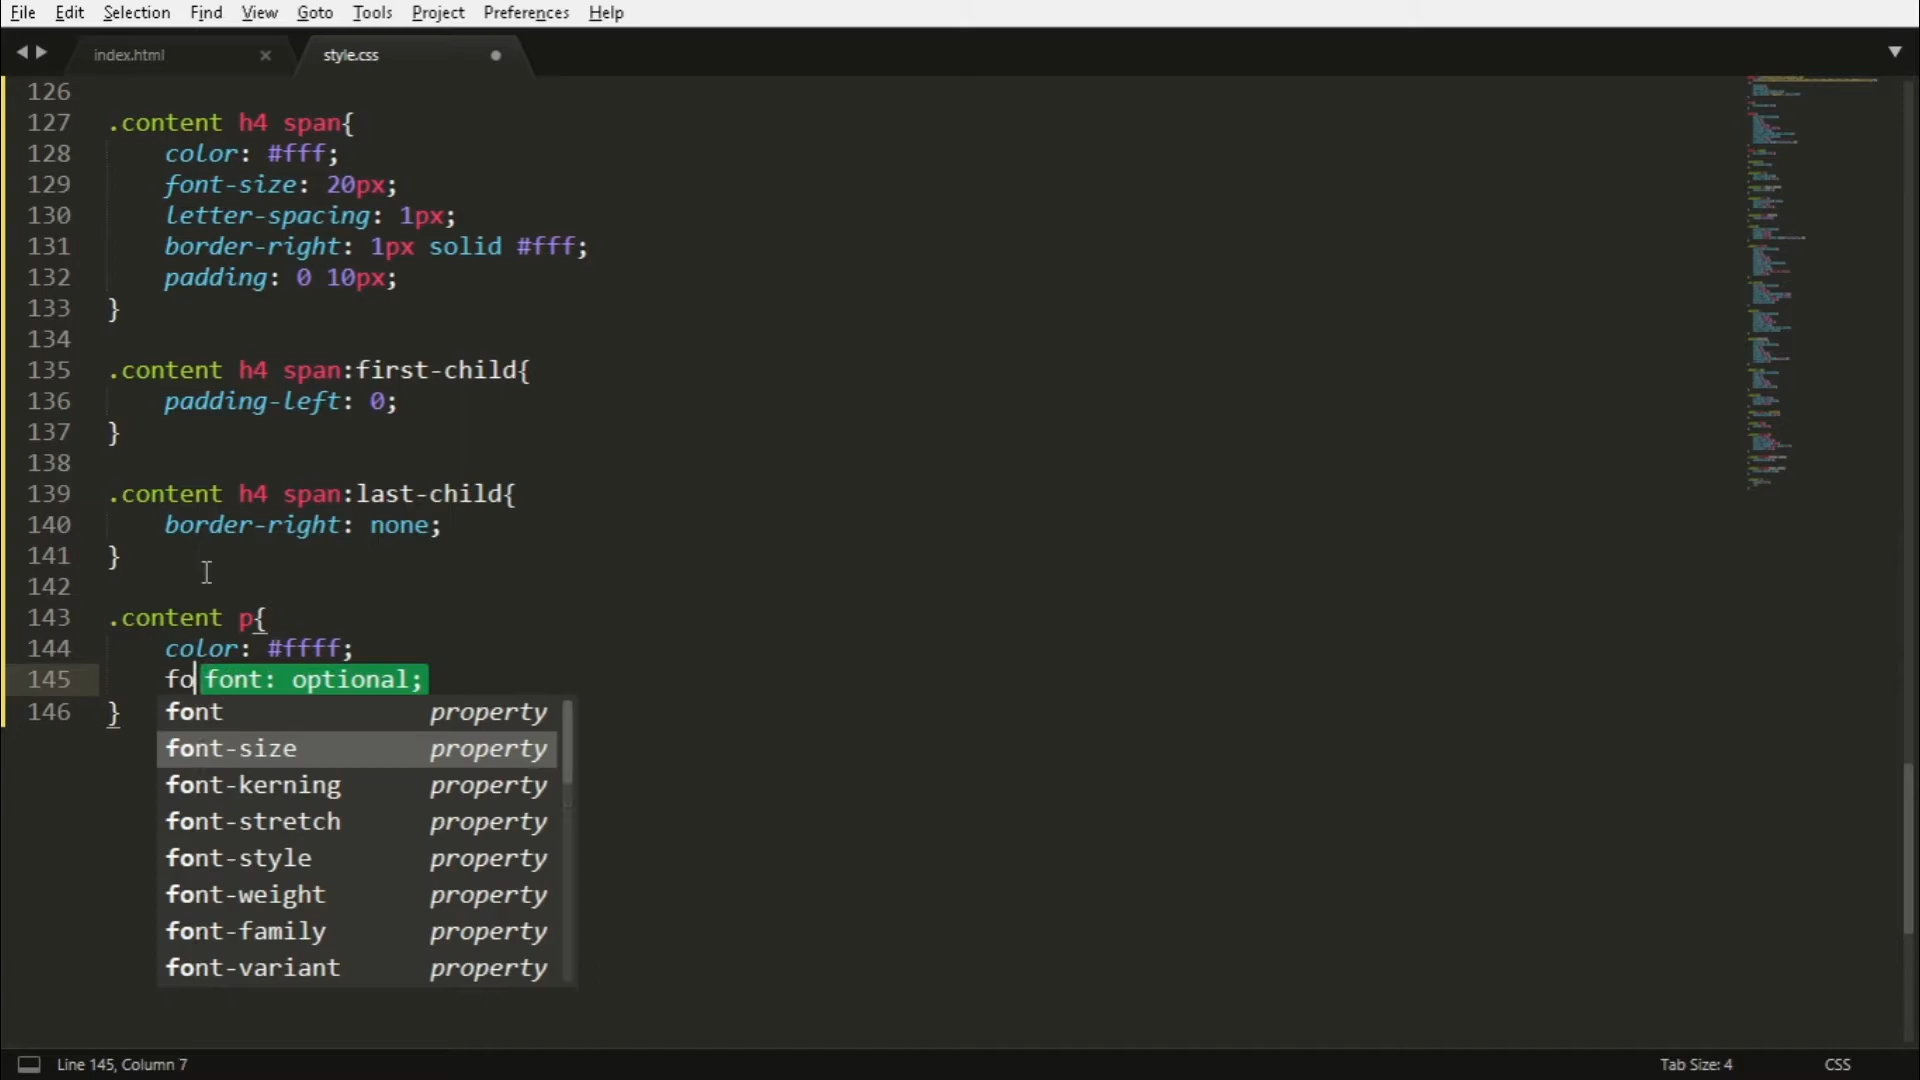 File Edit Selection Find View Goto Tools Project Preferences Help
index.html style.css
126
127 .content h4 span{
128 color: #fff;
129 font-size: 20px;
130 letter-spacing: 1px;
131 border-right: 1px solid #fff;
132 padding: 0 10px;
133 }
134
135 .content h4 span:first-child{
136 padding-left: 0;
137 }
138
139 .content h4 span:last-child{
140 border-right: none;
141 }
142
143 .content p{
144 color: #ffff;
145 fo font: optional;
146 }
font property
font-size property
font-kerning property
font-stretch property
font-style property
font-weight property
font-family property
font-variant property
Line 145, Column 7 Tab Size: 4 CSS